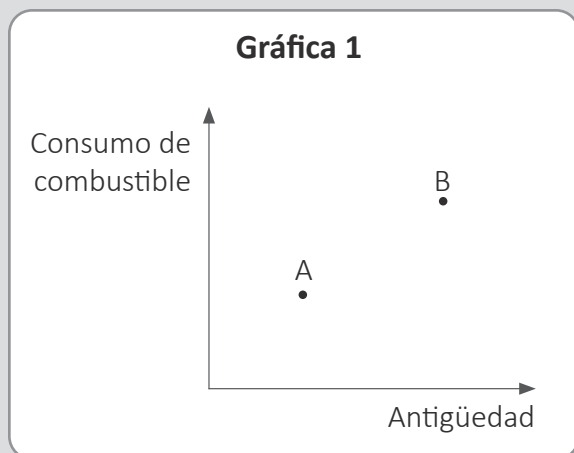 Gráfica 1
Consumo de
combustible
B
A
Antigüedad